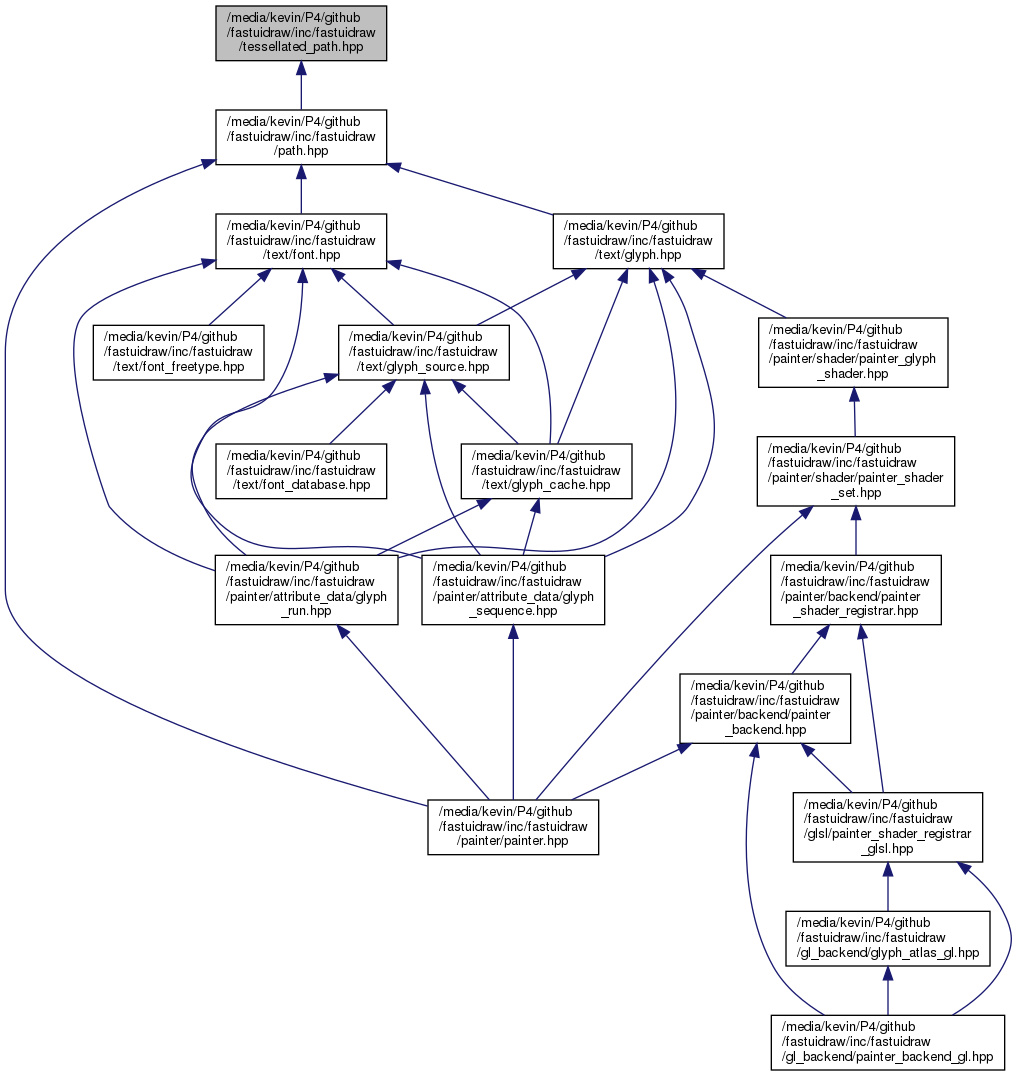 /media/kevin/P4/github
/fastuidraw/inc/fastuidraw
/tessellated_path.hpp
/media/kevin/P4/github
/fastuidraw/inc/fastuidraw
/path.hpp
/media/kevin/P4/github
/fastuidraw/inc/fastuidraw
/text/font.hpp
/media/kevin/P4/github
/fastuidraw/inc/fastuidraw
/text/glyph.hpp
/media/kevin/P4/github
/fastuidraw/inc/fastuidraw
/text/font_freetype.hpp
/media/kevin/P4/github
/fastuidraw/inc/fastuidraw
/text/glyph_source.hpp
/media/kevin/P4/github
/fastuidraw/inc/fastuidraw
/painter/shader/painter_glyph
_shader.hpp
/media/kevin/P4/github
/fastuidraw/inc/fastuidraw
/text/font_database.hpp
/media/kevin/P4/github
/fastuidraw/inc/fastuidraw
/text/glyph_cache.hpp
/media/kevin/P4/github
/fastuidraw/inc/fastuidraw
/painter/shader/painter_shader
_set.hpp
/media/kevin/P4/github
/fastuidraw/inc/fastuidraw
/painter/attribute_data/glyph
_run.hpp
/media/kevin/P4/github
/fastuidraw/inc/fastuidraw
/painter/attribute_data/glyph
_sequence.hpp
/media/kevin/P4/github
/fastuidraw/inc/fastuidraw
/painter/backend/painter
_shader_registrar.hpp
/media/kevin/P4/github
/fastuidraw/inc/fastuidraw
/painter/backend/painter
_backend.hpp
/media/kevin/P4/github
/fastuidraw/inc/fastuidraw
/painter/painter.hpp
/media/kevin/P4/github
/fastuidraw/inc/fastuidraw
/glsl/painter_shader_registrar
_glsl.hpp
/media/kevin/P4/github
/fastuidraw/inc/fastuidraw
/gl_backend/glyph_atlas_gl.hpp
/media/kevin/P4/github
/fastuidraw/inc/fastuidraw
/gl_backend/painter_backend_gl.hpp